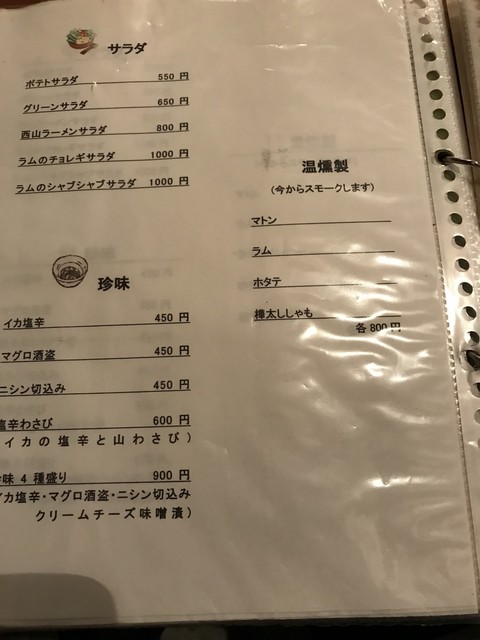 サラダ
ポテトサラダ 550 円
グリーンサラダ 650 円
西山ラーメンサラダ 800 円
ラムのチョレギサラダ 1000 円
ラムのシャブシャブサラダ 1000 円
珍味
イカ塩辛 450 円
マグロ酒盗 450 円
ニシン切込み 450 円
塩辛わさび 600 円
イカの塩辛と山わさび）
味 4 種盛り 900 円
イカ塩辛・マグロ酒盗・ニシン切込み
クリームチーズ味噌漬）
温燻製
（今からスモークします）
マトン
ラム
ホタテ
樺太ししゃも
各 800 円